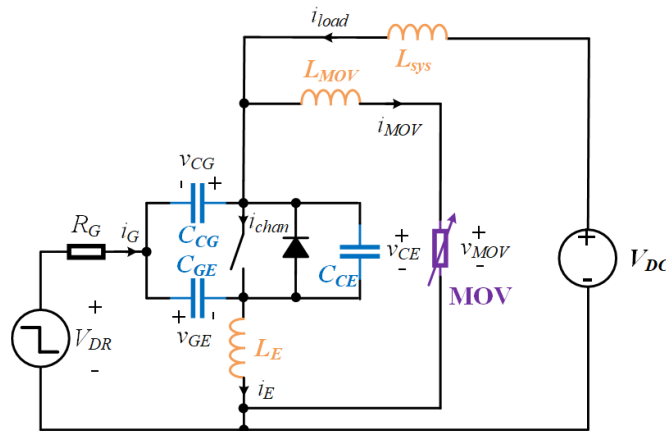 i_load
L_sys
L_MOV
i_MOV
v_CG
- +
R_G
i_G
C_CG
i_chan
C_GE
C_CE
+
v_CE
-
+
v_MOV
-
MOV
+
-
V_DC
+
V_DR
-
+
v_GE
-
L_E
i_E